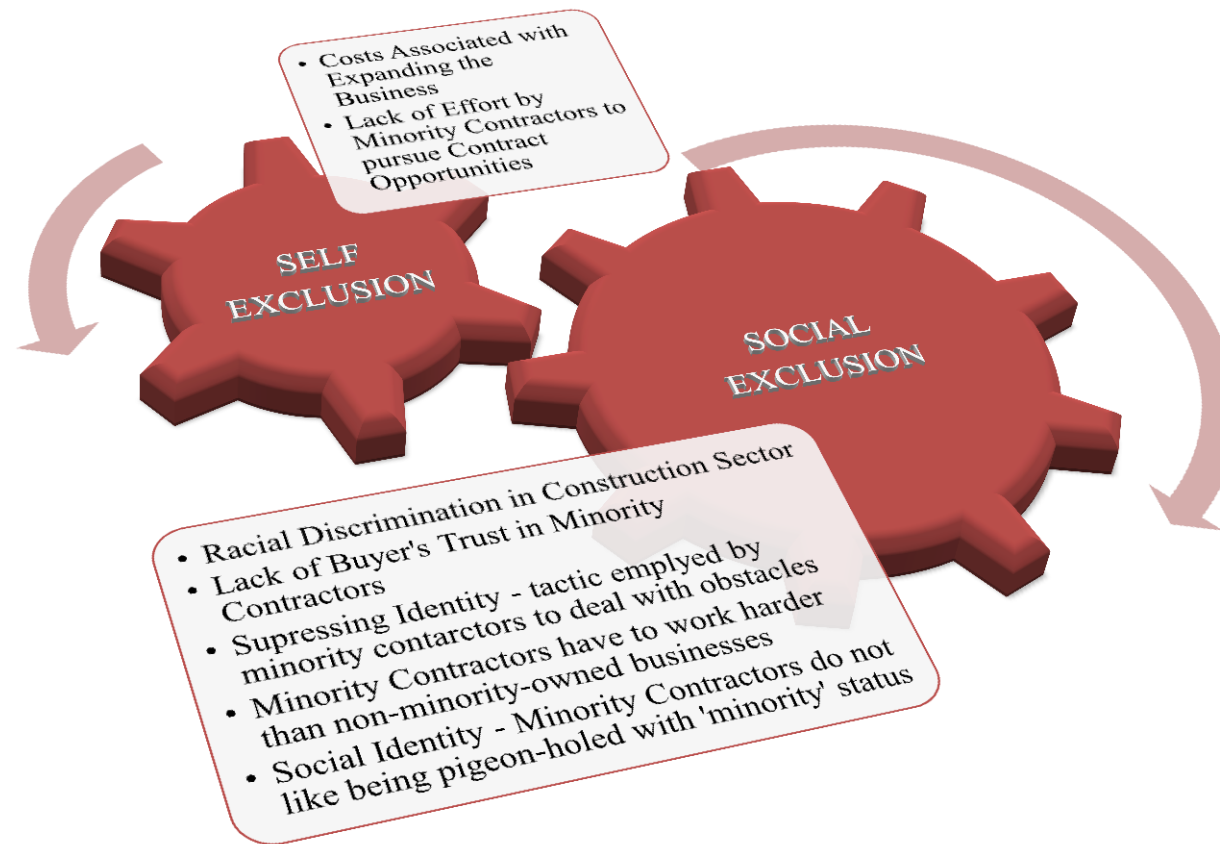 • Costs Associated with
Expanding the
Business
• Lack of Effort by
Minority Contractors to
pursue Contract
Opportunities
SELF
EXCLUSION
SOCIAL
EXCLUSION
• Racial Discrimination in Construction Sector
• Lack of Buyer's Trust in Minority
Contractors
• Supressing Identity - tactic emplyed by
minority contarctors to deal with obstacles
• Minority Contractors have to work harder
than non-minority-owned businesses
• Social Identity - Minority Contractors do not
like being pigeon-holed with 'minority' status